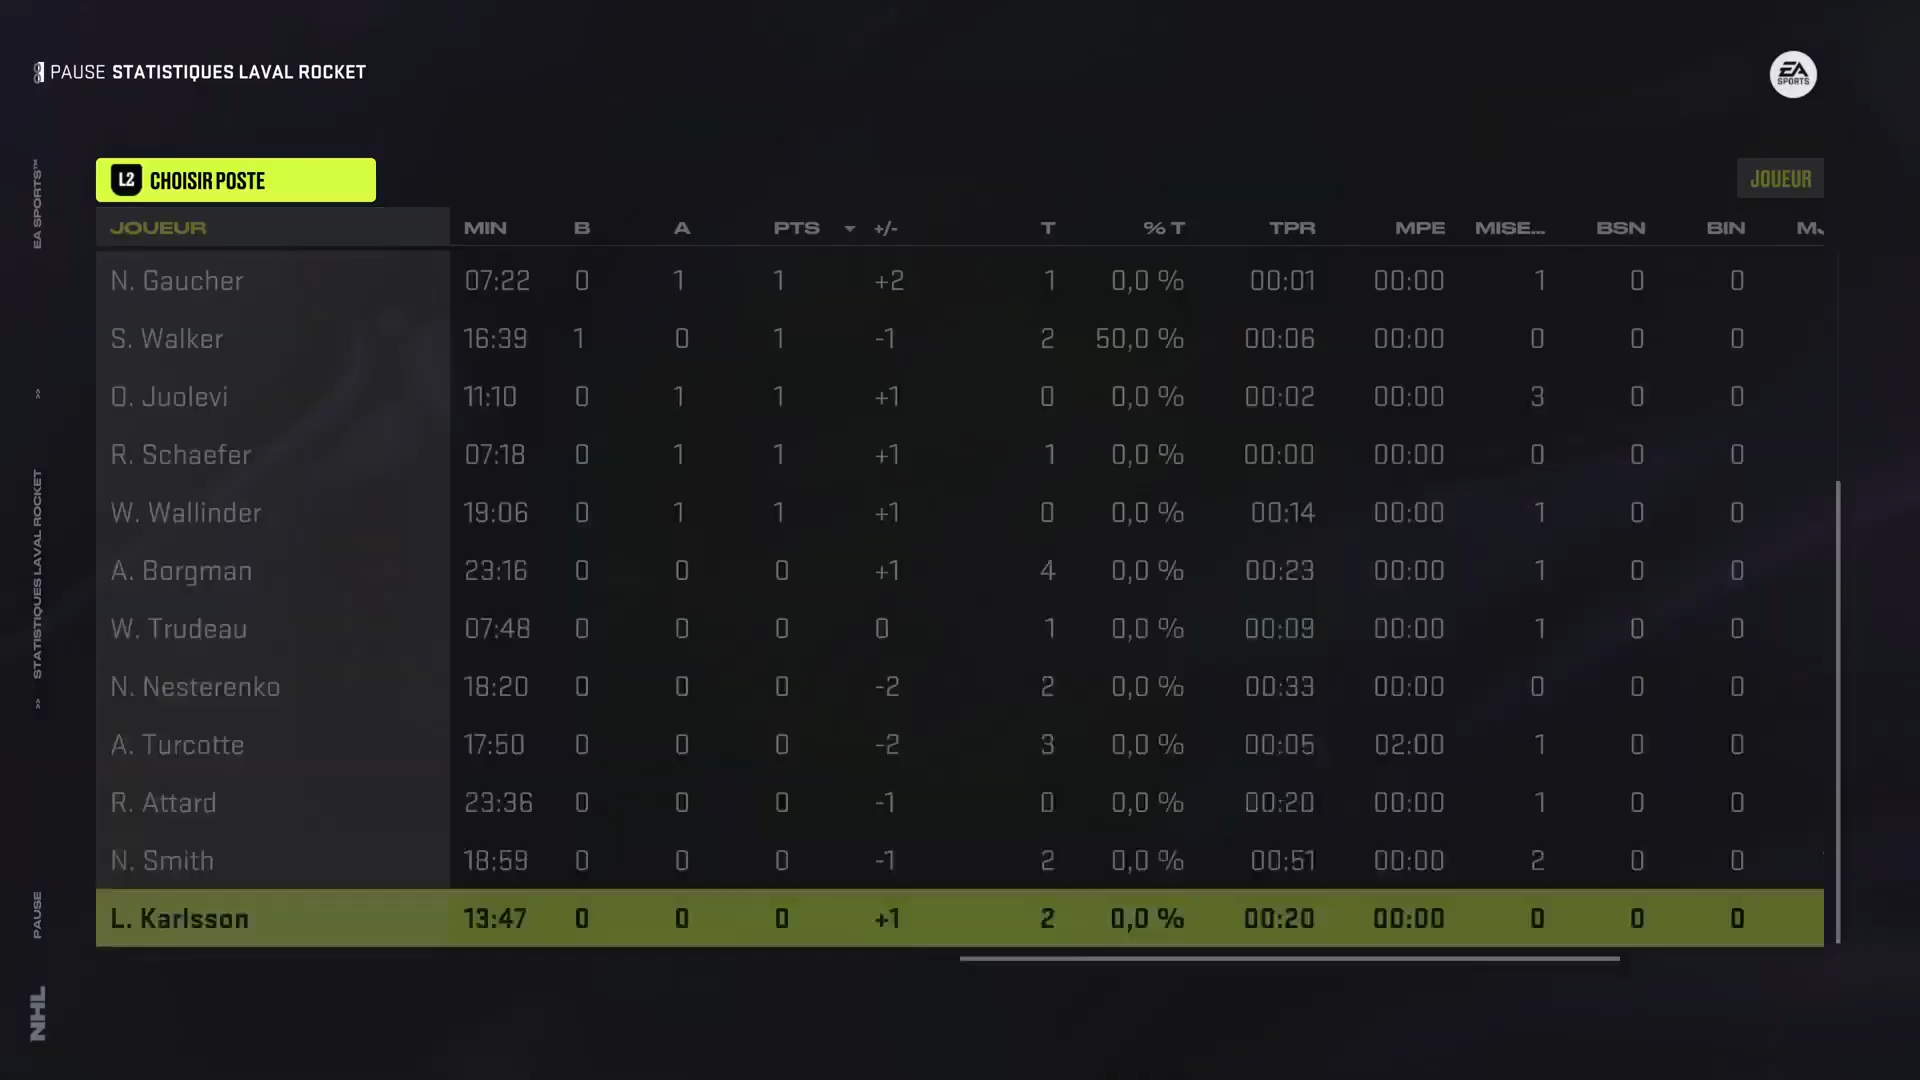 PAUSE STATISTIQUES LAVAL ROCKET
EA SPORTS
L2 CHOISIR POSTE
JOUEUR
JOUEUR MIN B A PTS +/- T % T TPR MPE MISE... BSN BIN
N. Gaucher 07:22 0 1 1 +2 1 0,0 % 00:01 00:00 1 0 0
S. Walker 16:39 1 0 1 -1 2 50,0 % 00:06 00:00 0 0 0
O. Juolevi 11:10 0 1 1 +1 0 0,0 % 00:02 00:00 3 0 0
R. Schaefer 07:18 0 1 1 +1 1 0,0 % 00:00 00:00 0 0 0
W. Wallinder 19:06 0 1 1 +1 0 0,0 % 00:14 00:00 1 0 0
A. Borgman 23:16 0 0 0 +1 4 0,0 % 00:23 00:00 1 0 0
W. Trudeau 07:48 0 0 0 0 1 0,0 % 00:09 00:00 1 0 0
N. Nesterenko 18:20 0 0 0 -2 2 0,0 % 00:33 00:00 0 0 0
A. Turcotte 17:50 0 0 0 -2 3 0,0 % 00:05 02:00 1 0 0
R. Attard 23:36 0 0 0 -1 0 0,0 % 00:20 00:00 1 0 0
N. Smith 18:59 0 0 0 -1 2 0,0 % 00:51 00:00 2 0 0
L. Karlsson 13:47 0 0 0 +1 2 0,0 % 00:20 00:00 0 0 0
EA SPORTS™
STATISTIQUES LAVAL ROCKET
PAUSE
NHL